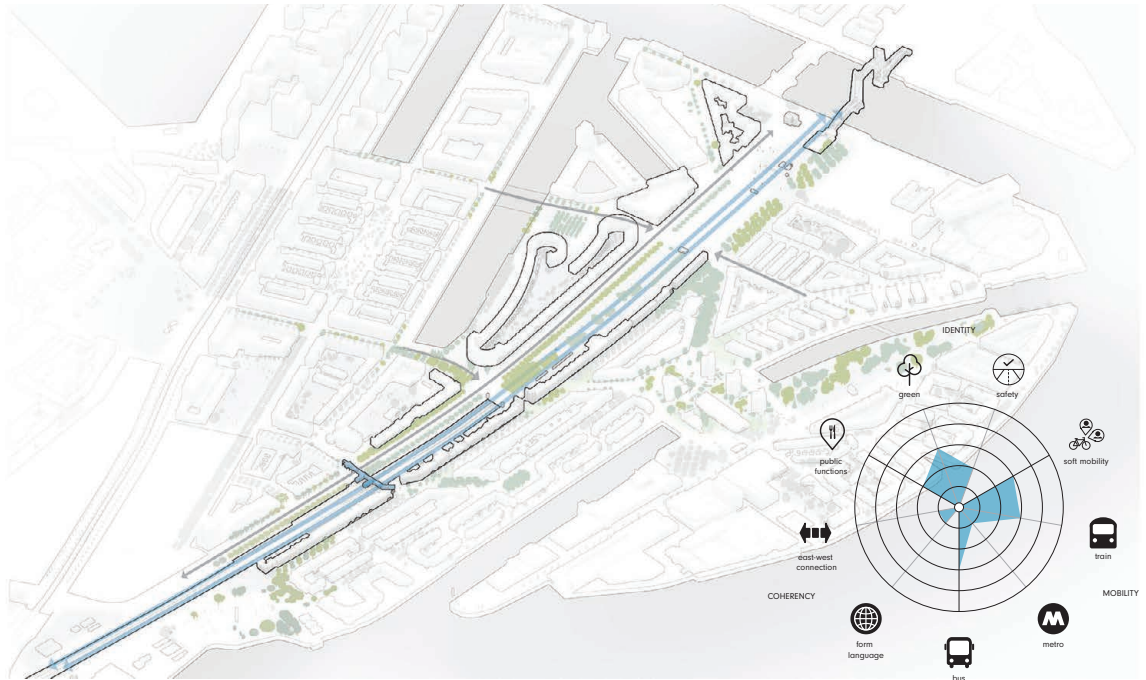 IDENTITY
green
safety
public
functions
soft mobility
east-west
connection
train
COHERENCY
MOBILITY
form
language
metro
bus